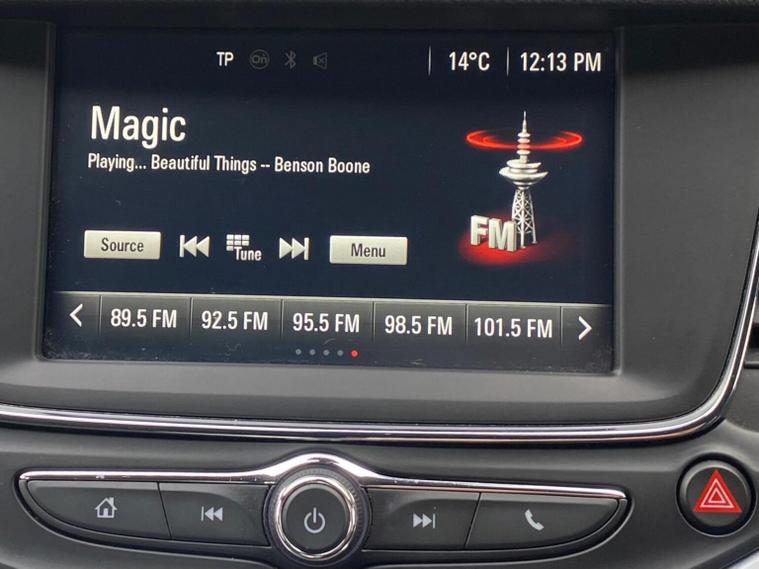 TP On 14°C 12:13 PM
Magic
Playing... Beautiful Things -- Benson Boone
FM
Source Tune Menu
89.5 FM 92.5 FM 95.5 FM 98.5 FM 101.5 FM